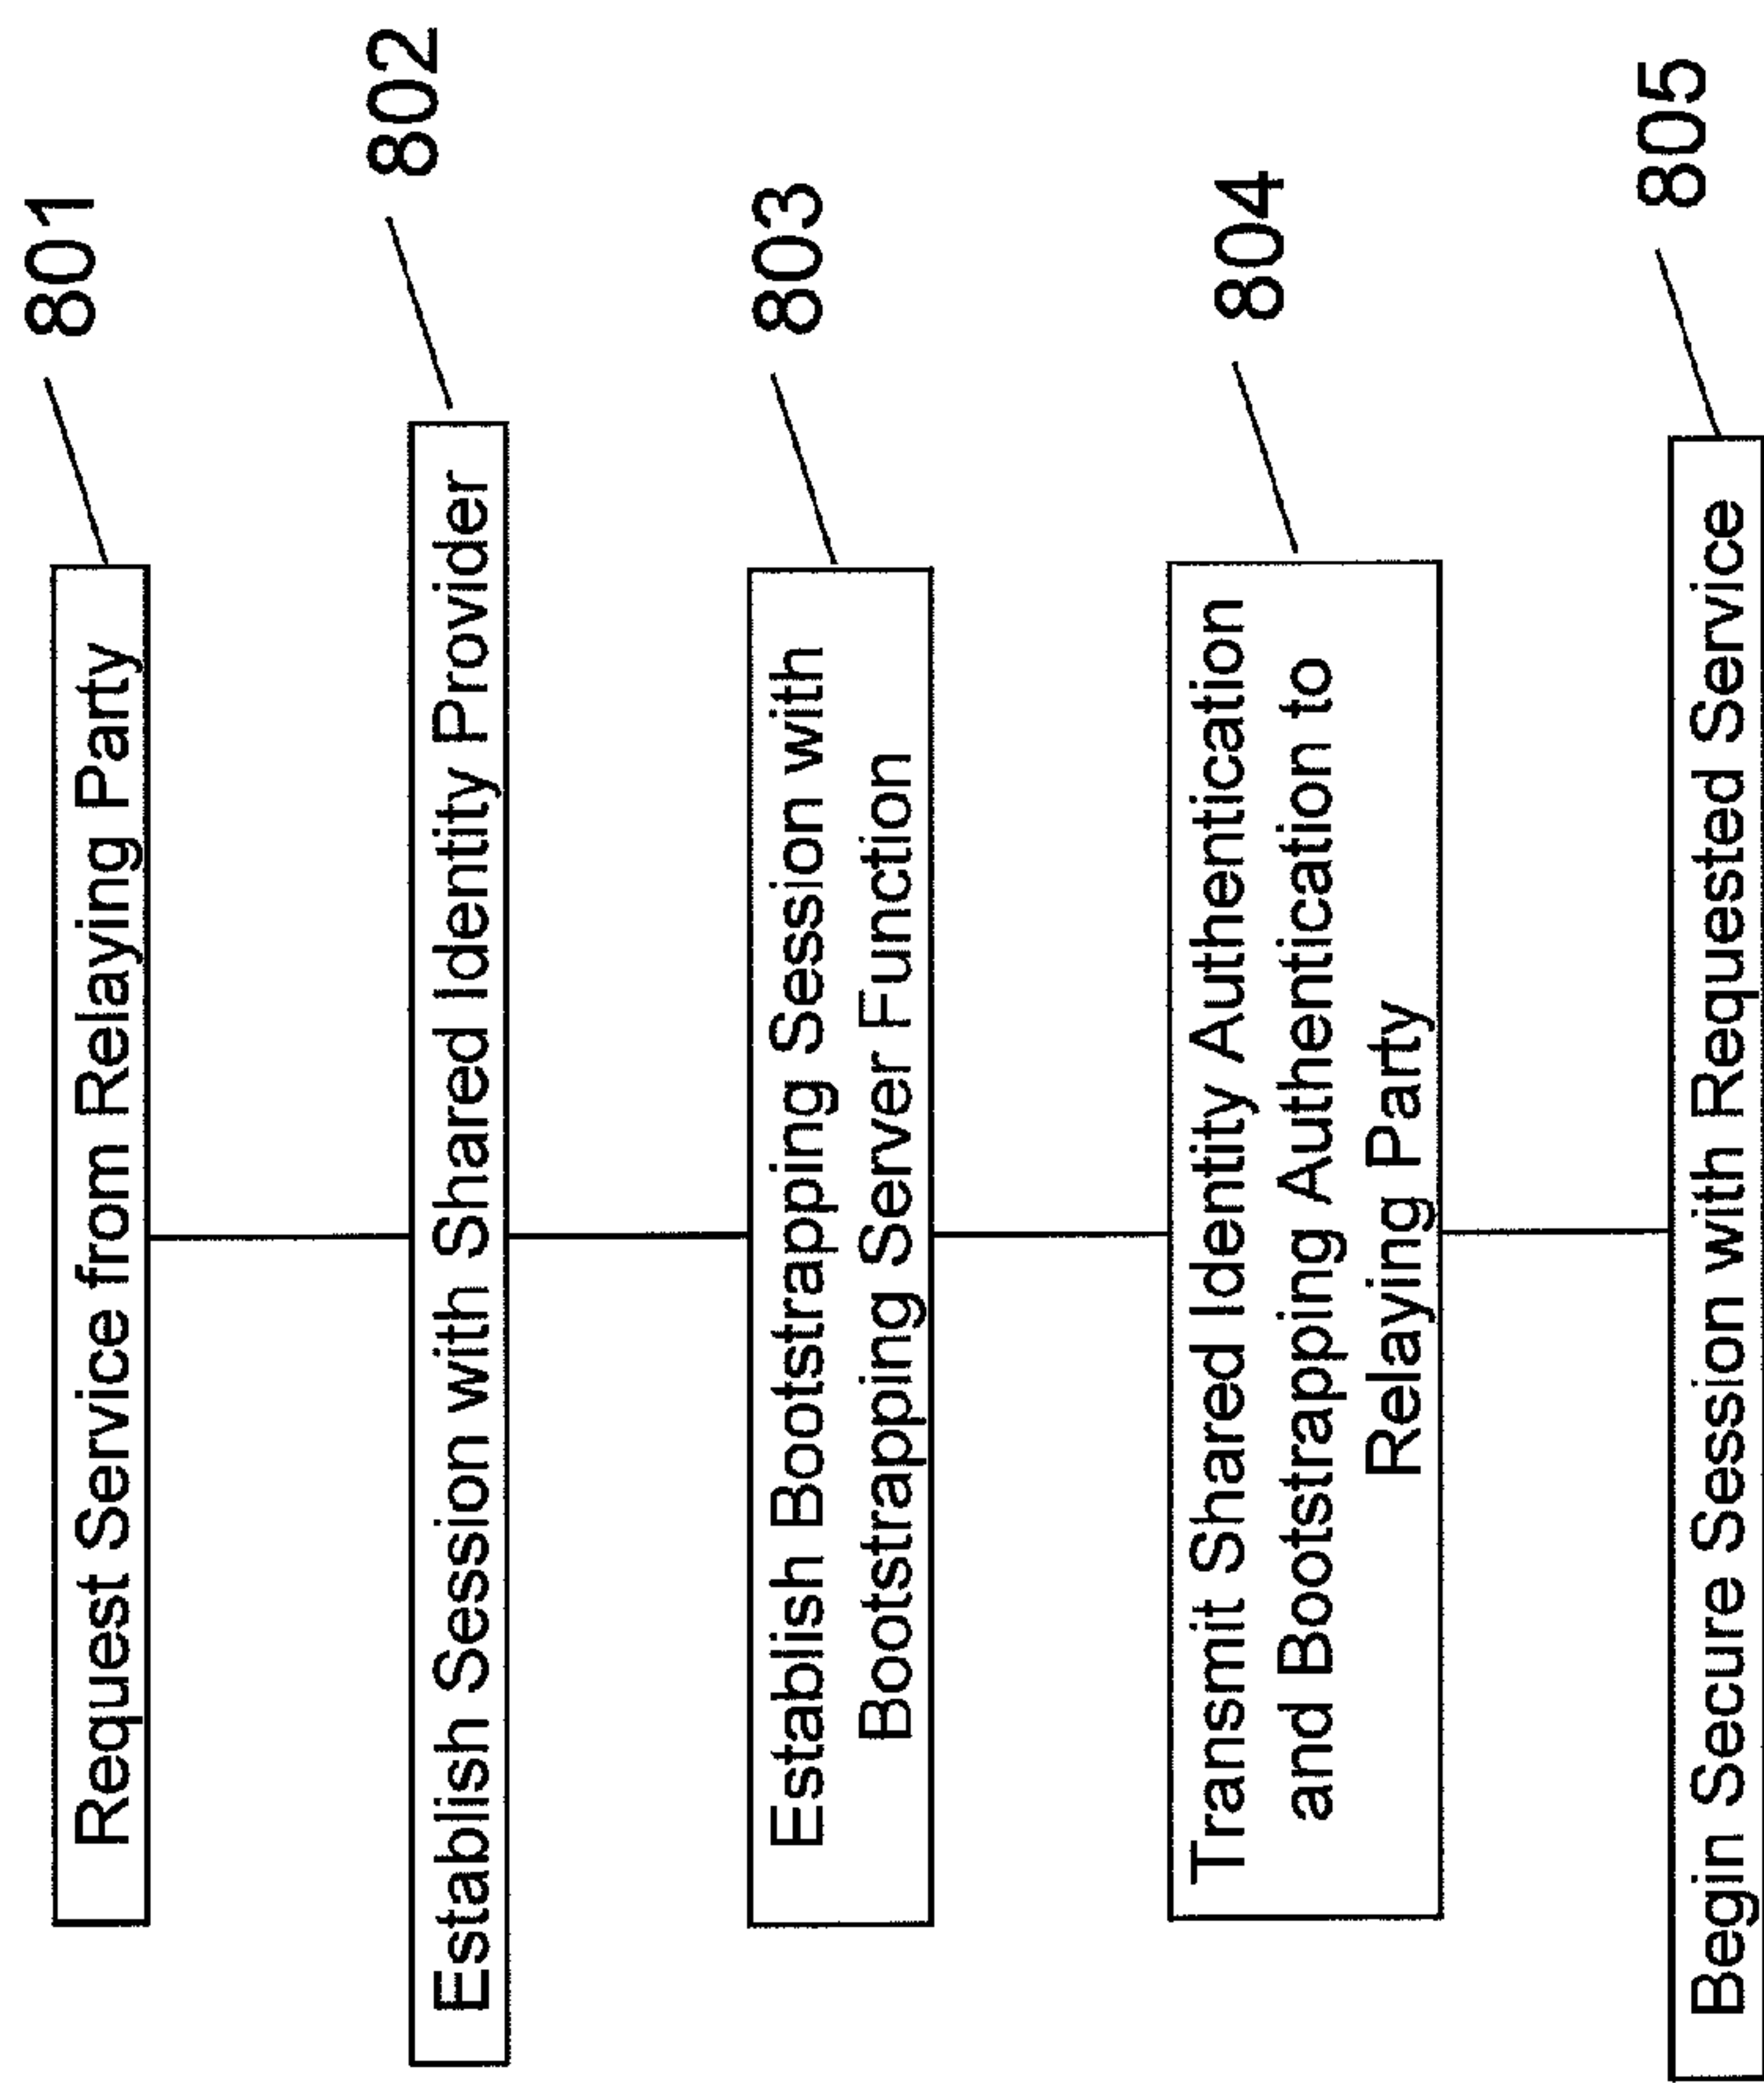 801
Request Service from Relaying Party
802
Establish Session with Shared Identity Provider
803
Establish Bootstrapping Session with
Bootstrapping Server Function
804
Transmit Shared Identity Authentication
and Bootstrapping Authentication to
Relaying Party
805
Begin Secure Session with Requested Service